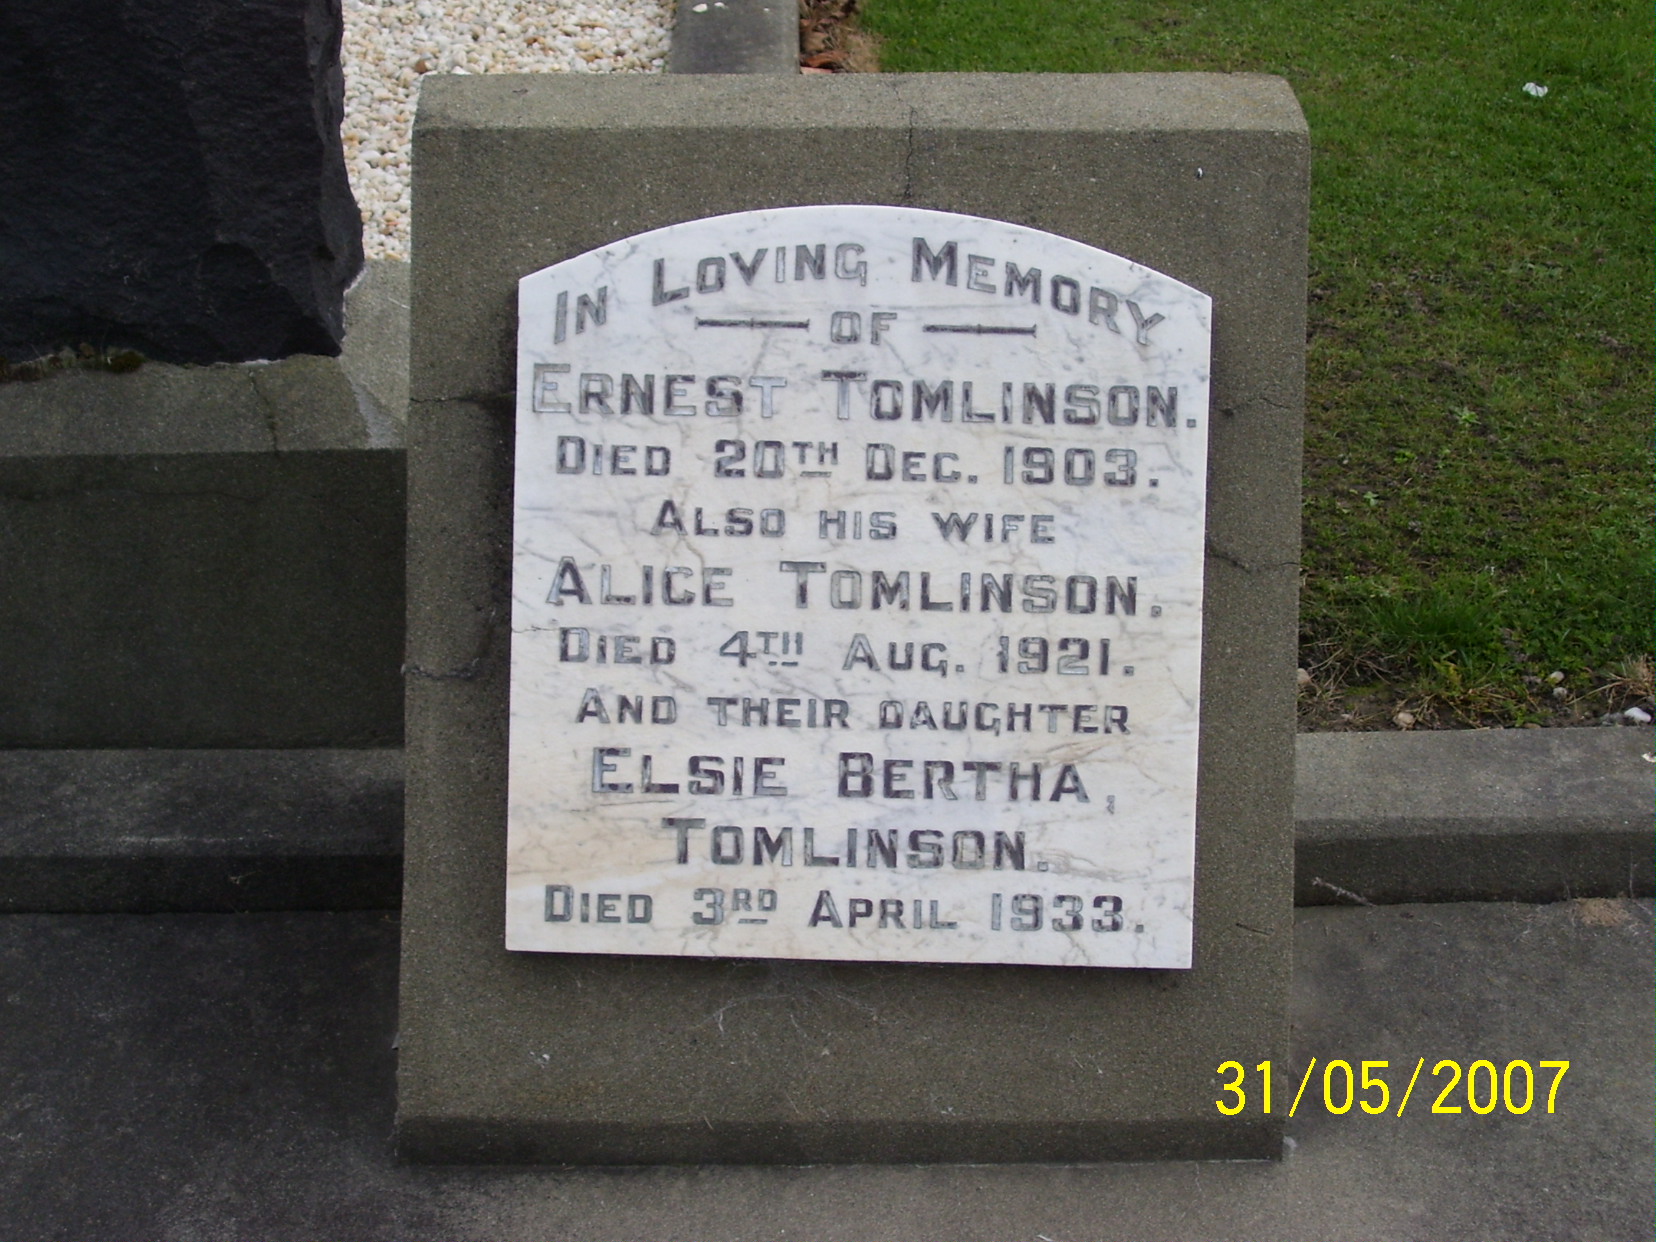 In Loving Memory
of
Ernest Tomlinson.
Died 20th Dec. 1903.
Also his wife
Alice Tomlinson.
Died 4th Aug. 1921.
And their daughter
Elsie Bertha,
Tomlinson.
Died 3rd April 1933.
31/05/2007